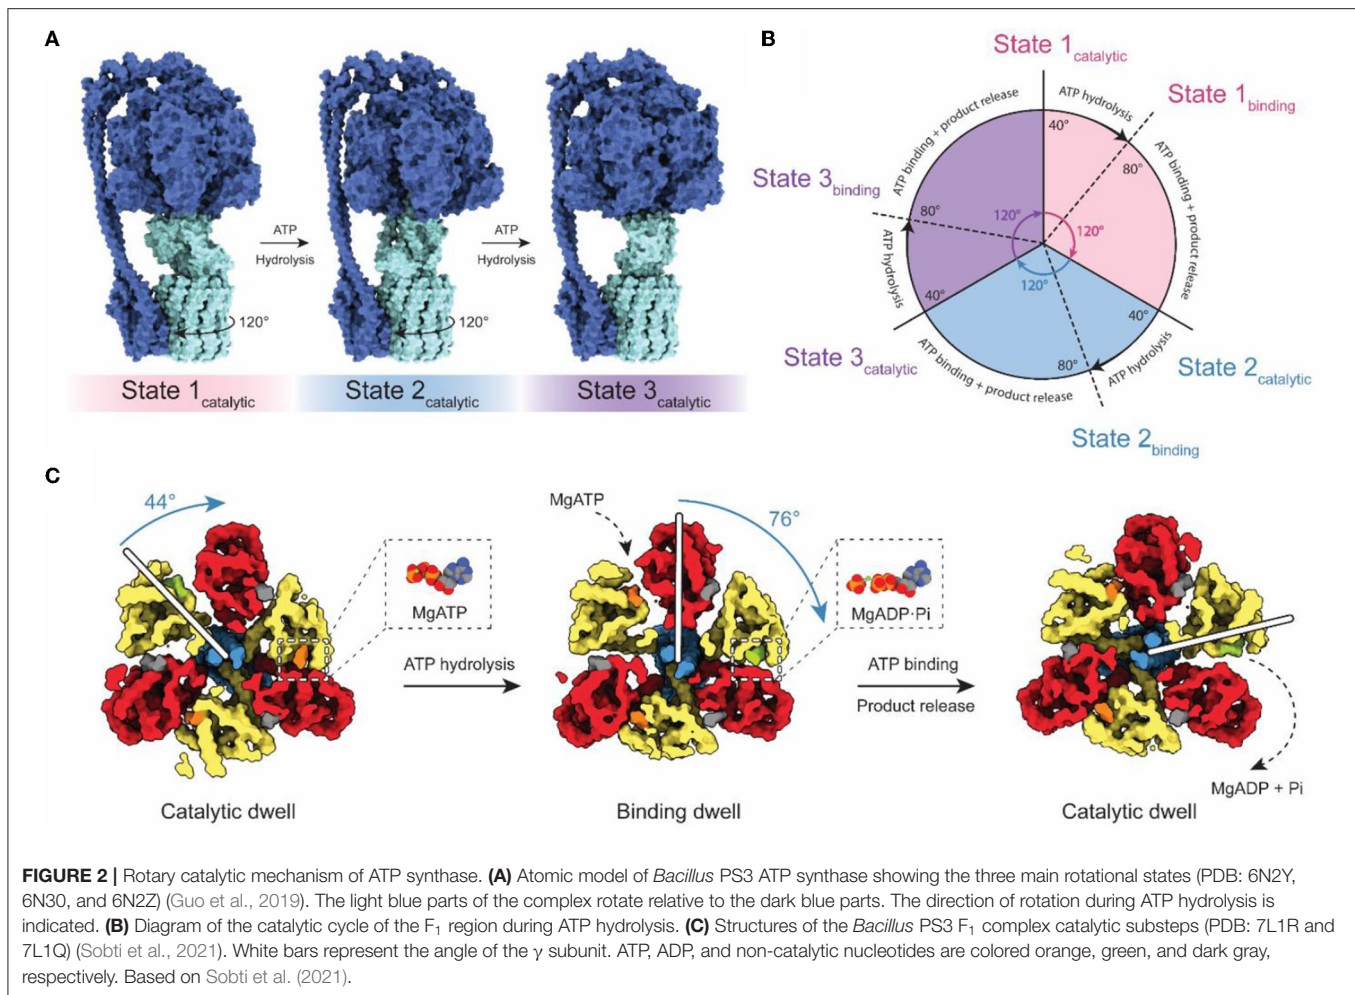 A
ATP
Hydrolysis
ATP
Hydrolysis
120°
120°
State 1catalytic
State 2catalytic
State 3catalytic
B
State 1catalytic
State 1binding
State 2catalytic
State 2binding
State 3catalytic
State 3binding
ATP hydrolysis
ATP binding + product release
ATP hydrolysis
ATP binding + product release
ATP hydrolysis
ATP binding + product release
40°
80°
40°
80°
40°
80°
120°
120°
120°
C
44°
MgATP
ATP hydrolysis
MgATP
76°
MgADP·Pi
ATP binding
Product release
MgADP + Pi
Catalytic dwell
Binding dwell
Catalytic dwell
FIGURE 2 | Rotary catalytic mechanism of ATP synthase. (A) Atomic model of Bacillus PS3 ATP synthase showing the three main rotational states (PDB: 6N2Y,
6N30, and 6N2Z) (Guo et al., 2019). The light blue parts of the complex rotate relative to the dark blue parts. The direction of rotation during ATP hydrolysis is
indicated. (B) Diagram of the catalytic cycle of the F₁ region during ATP hydrolysis. (C) Structures of the Bacillus PS3 F₁ complex catalytic substeps (PDB: 7L1R and
7L1Q) (Sobti et al., 2021). White bars represent the angle of the γ subunit. ATP, ADP, and non-catalytic nucleotides are colored orange, green, and dark gray,
respectively. Based on Sobti et al. (2021).